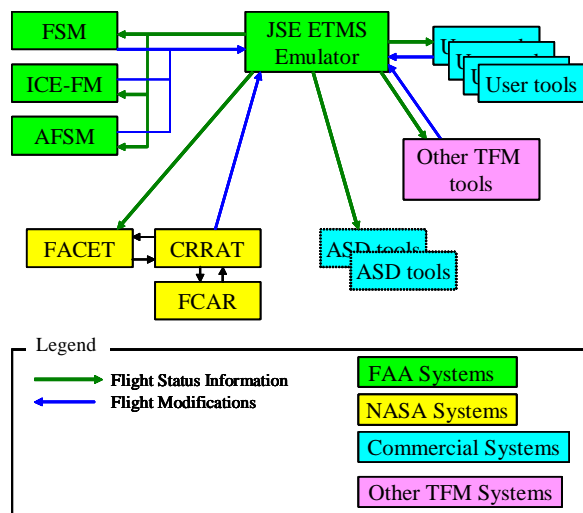 FSM
JSE ETMS
Emulator
User tools
ICE-FM
AFSM
Other TFM
tools
FACET
CRRAT
ASD tools
ASD tools
FCAR
Legend
Flight Status Information
Flight Modifications
FAA Systems
NASA Systems
Commercial Systems
Other TFM Systems